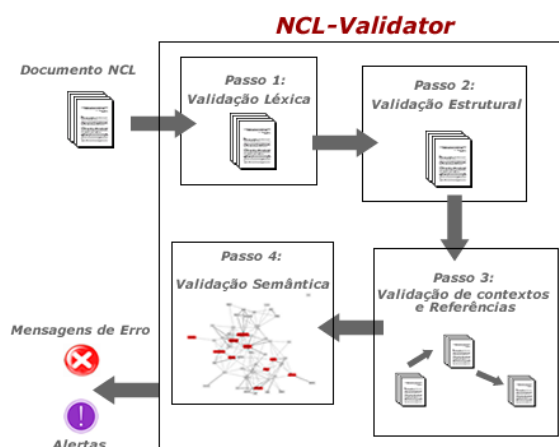 NCL-Validator
Documento NCL
Passo 1:
Validação Léxica
Passo 2:
Validação Estrutural
Passo 3:
Validação de contextos
e Referências
Passo 4:
Validação Semântica
Mensagens de Erro
Alertas